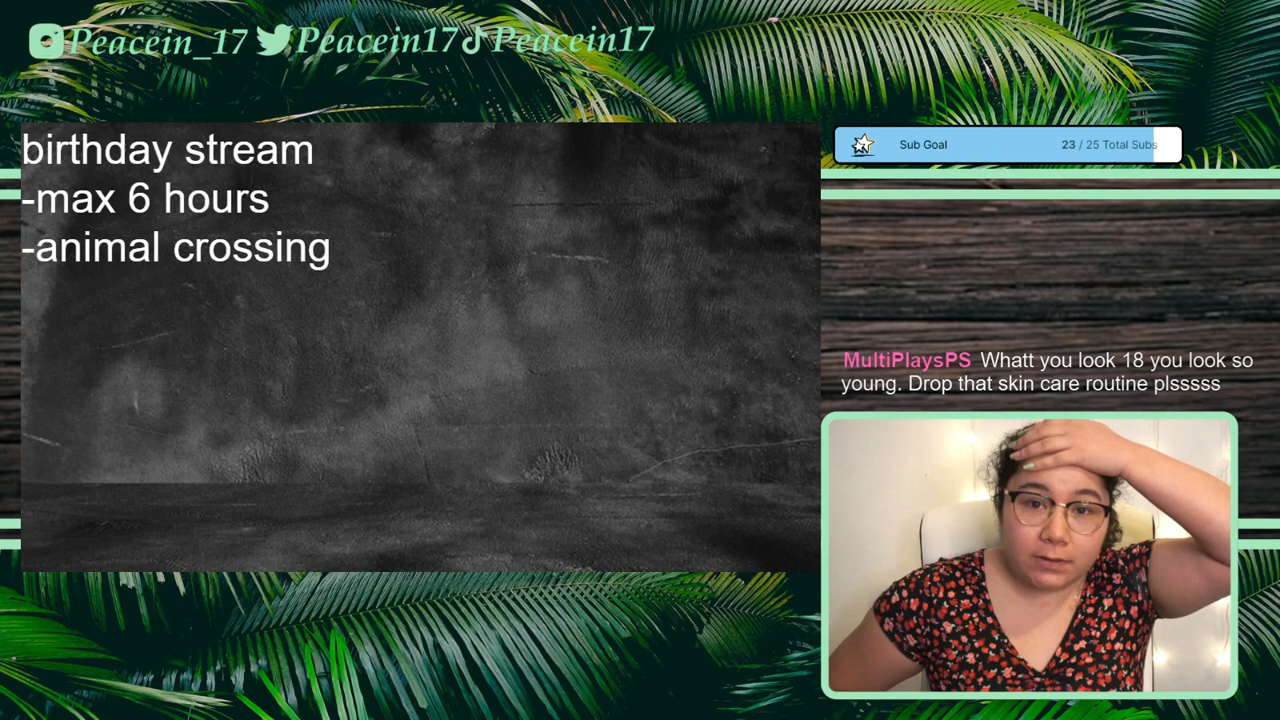 Peacein_17 Peacein17 Peacein17
birthday stream
-max 6 hours
-animal crossing
Sub Goal 23 / 25 Total Subs
MultiPlaysPS Whatt you look 18 you look so
young. Drop that skin care routine plsssss